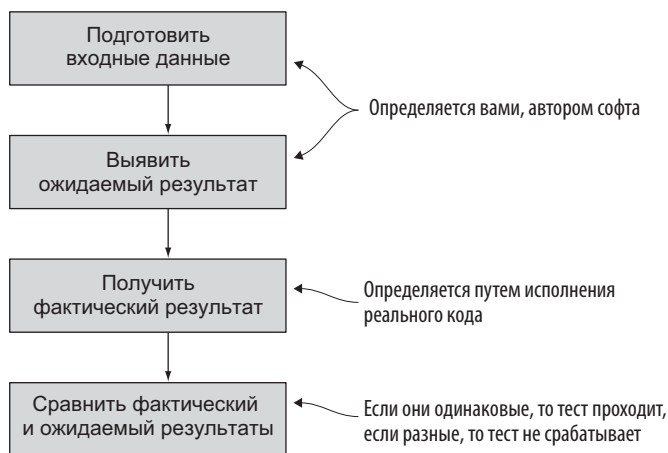 Подготовить
входные данные
Определяется вами, автором софта
Выявить
ожидаемый результат
Получить
фактический результат
Определяется путем исполнения
реального кода
Сравнить фактический
и ожидаемый результаты
Если они одинаковые, то тест проходит,
если разные, то тест не срабатывает